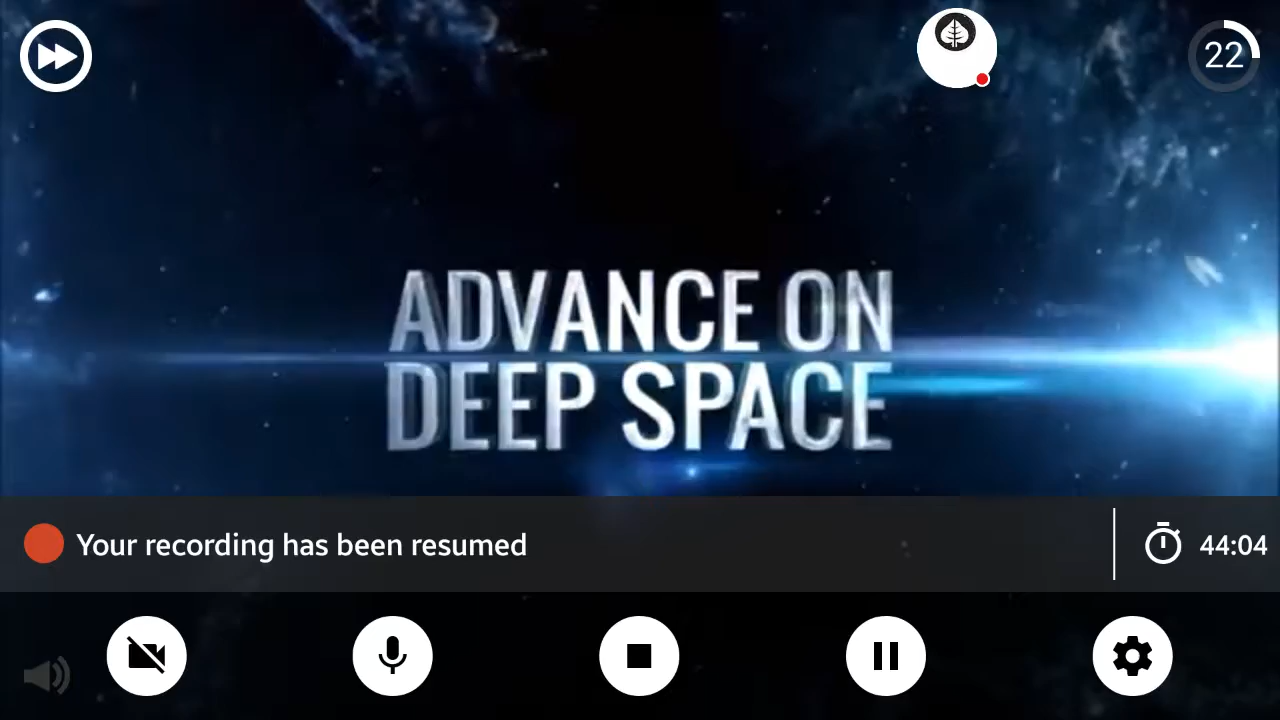 22
ADVANCE ON
DEEP SPACE
Your recording has been resumed
44:04